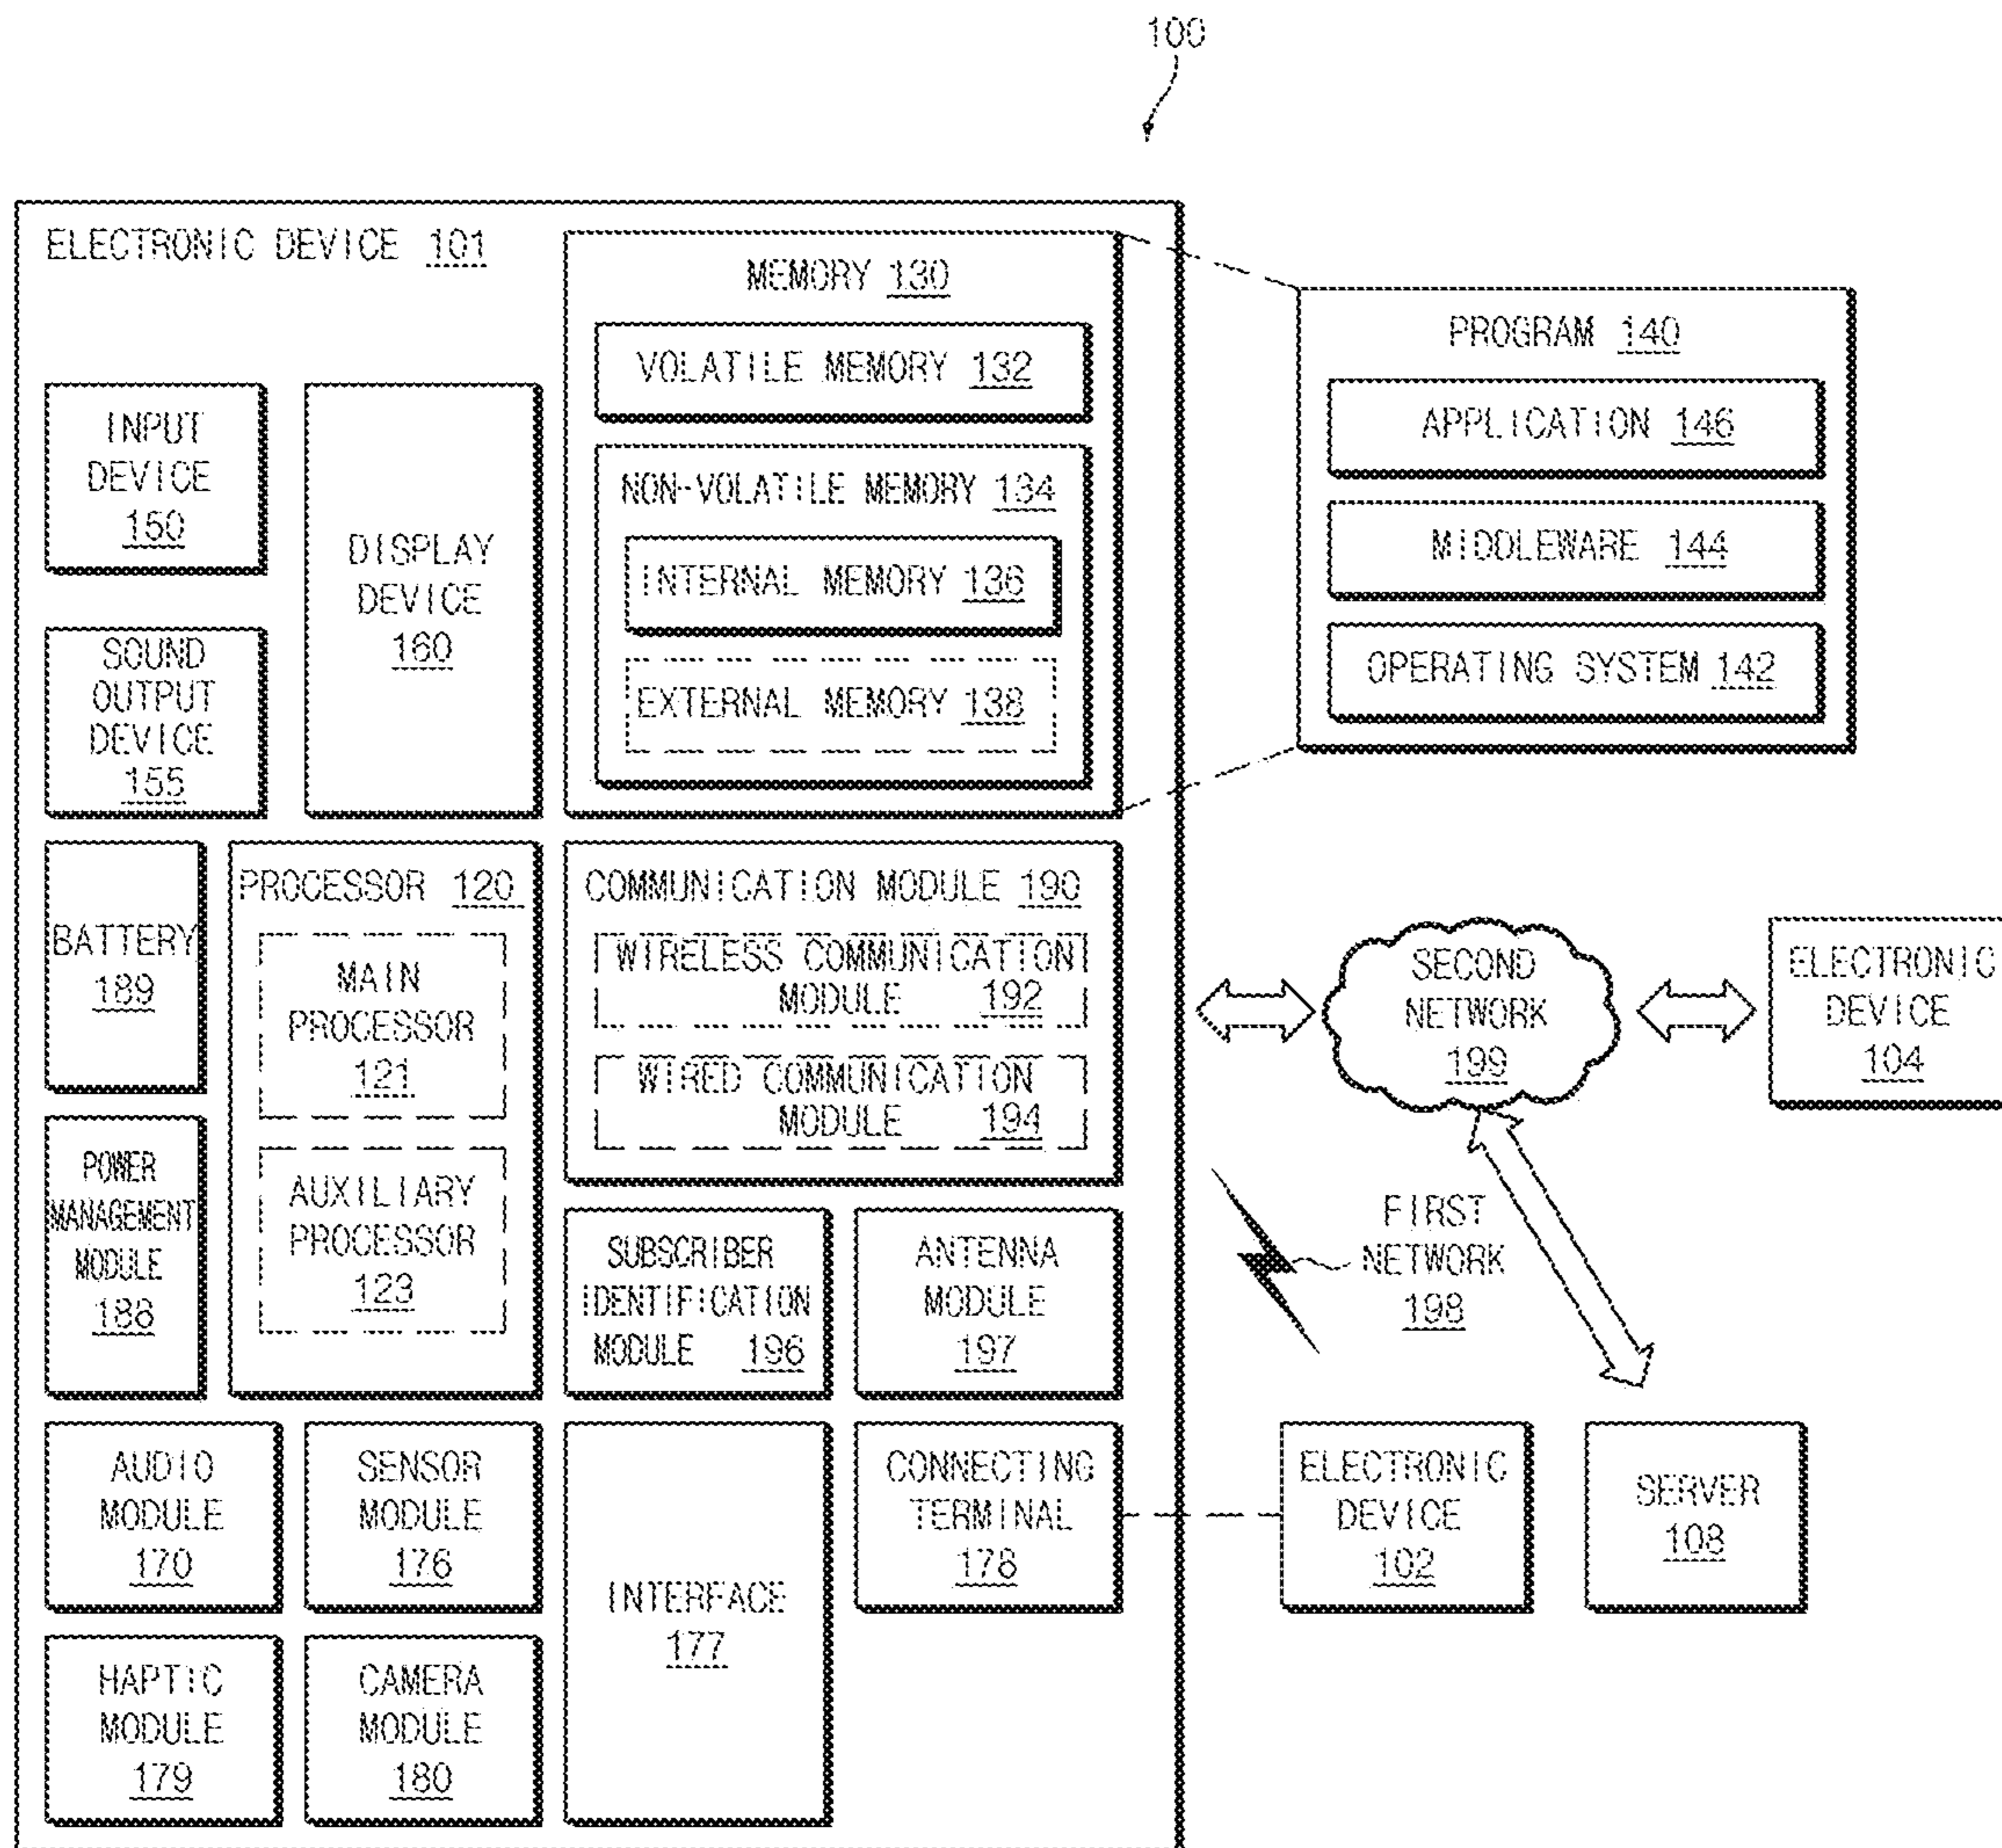 100
ELECTRONIC DEVICE 101
MEMORY 130
VOLATILE MEMORY 132
NON-VOLATILE MEMORY 134
INTERNAL MEMORY 136
EXTERNAL MEMORY 138
PROGRAM 140
APPLICATION 146
MIDDLEWARE 144
OPERATING SYSTEM 142
INPUT
DEVICE
150
DISPLAY
DEVICE
160
SOUND
OUTPUT
DEVICE
155
BATTERY
189
PROCESSOR 120
MAIN
PROCESSOR
121
AUXILIARY
PROCESSOR
123
COMMUNICATION MODULE 190
WIRELESS COMMUNICATION
MODULE 192
WIRED COMMUNICATION
MODULE 194
SECOND
NETWORK
199
ELECTRONIC
DEVICE
104
POWER
MANAGEMENT
MODULE
188
SUBSCRIBER
IDENTIFICATION
MODULE 196
ANTENNA
MODULE
197
FIRST
NETWORK
198
AUDIO
MODULE
170
SENSOR
MODULE
176
INTERFACE
177
CONNECTING
TERMINAL
178
ELECTRONIC
DEVICE
102
SERVER
108
HAPTIC
MODULE
179
CAMERA
MODULE
180